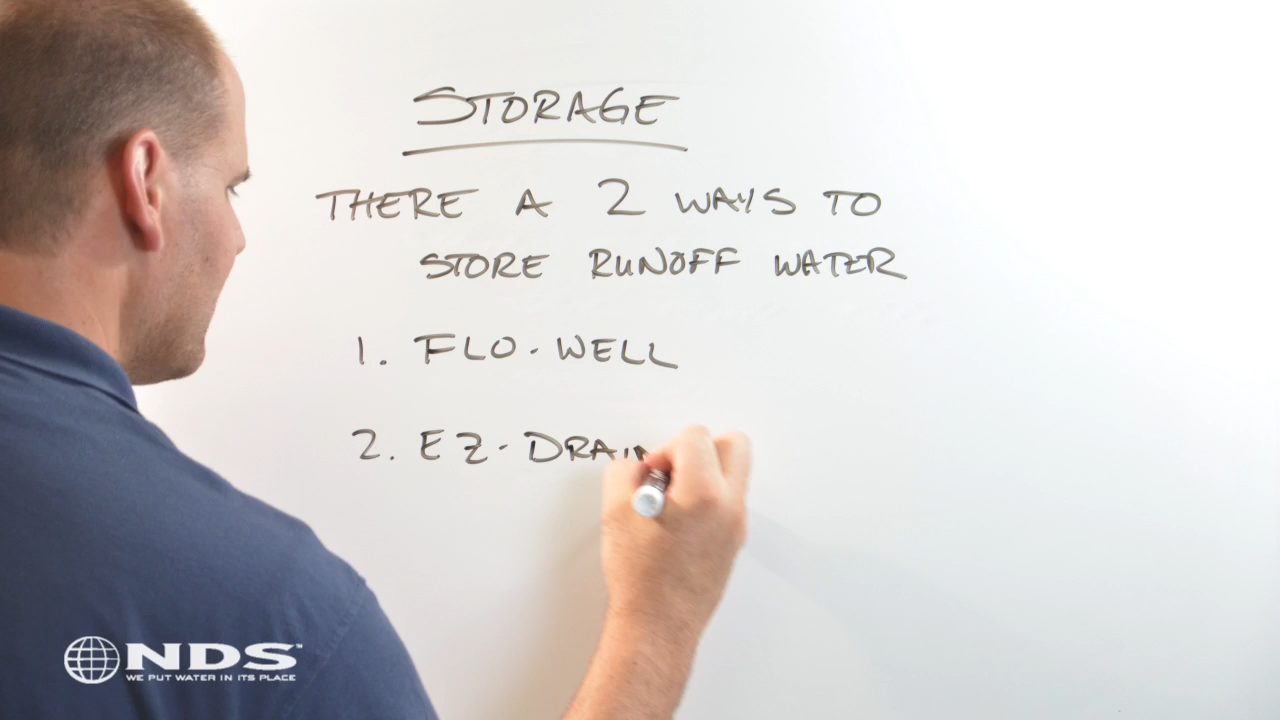 STORAGE
THERE A 2 WAYS TO
STORE RUNOFF WATER
1. FLO-WELL
2. EZ-DRAIN
NDS™
WE PUT WATER IN ITS PLACE